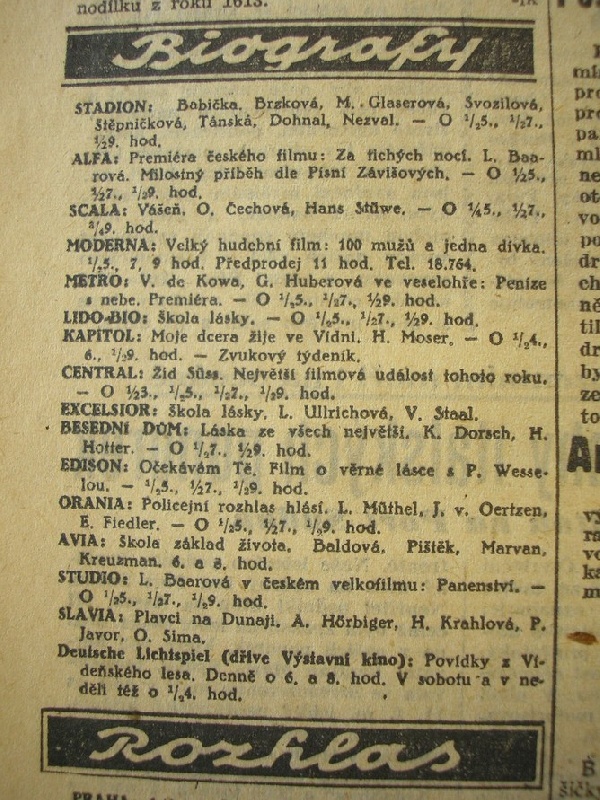 nodílku z roku 1613.
Biografy
STADION: Babička. Brzková, M. Glaserová, Svozilová,
Štěpničková, Tánská, Dohnal, Nezval. — O ½5., ½7.,
½9. hod.
ALFA: Premiéra českého filmu: Za tichých nocí. L. Baa-
rová. Milostný příběh dle Písní Závišových. — O ½5.,
½7., ½9. hod.
SCALA: Vášeň. O. Čechová, Hans Stüwe. — O ¼5., ½7.,
¾9. hod.
MODERNA: Velký hudební film: 100 mužů a jedna dívka.
½5., 7, 9 hod. Předprodej 11 hod. Tel. 18.764.
METRO: V. de Kowa, G. Huberová ve veselohře: Peníze
s nebe. Premiéra. — O ½5., ½7., ½9. hod.
LIDO-BIO: Škola lásky. — O ½5., ½7., ½9. hod.
KAPITOL: Moje dcera žije ve Vídni. H. Moser. — O ½4.,
6., ½9. hod. — Zvukový týdeník.
CENTRAL: Žid Süss. Největší filmová událost tohoto roku.
— O ½3., ½5., ½7., ½9. hod.
EXCELSIOR: Škola lásky. L. Ullrichová, V. Staal.
BESEDNÍ DŮM: Láska ze všech největší. K. Dorsch, H.
Hotter. — O ½7., ½9. hod.
EDISON: Očekávám Tě. Film o věrné lásce s P. Wesse-
lou. — ½5., ½7., ½9. hod.
ORANIA: Policejní rozhlas hlásí. L. Müthel, J. v. Oertzen,
E. Fiedler. — O ½5., ½7., ½9. hod.
AVIA: Škola základ života. Baldová, Pištěk, Marvan,
Kreuzman. 6. a 8. hod.
STUDIO: L. Baarová v českém velkofilmu: Panenství. —
O ½5., ½7., ½9. hod.
SLAVIA: Plavci na Dunaji. A. Hörbiger, H. Krahlová, P.
Javor, O. Sima.
Deutsche Lichtspiel (dříve Výstavní kino): Povídky z Ví-
deňského lesa. Denně o 6. a 8. hod. V sobotu a v ne-
děli též o ½4. hod.
Rozhlas